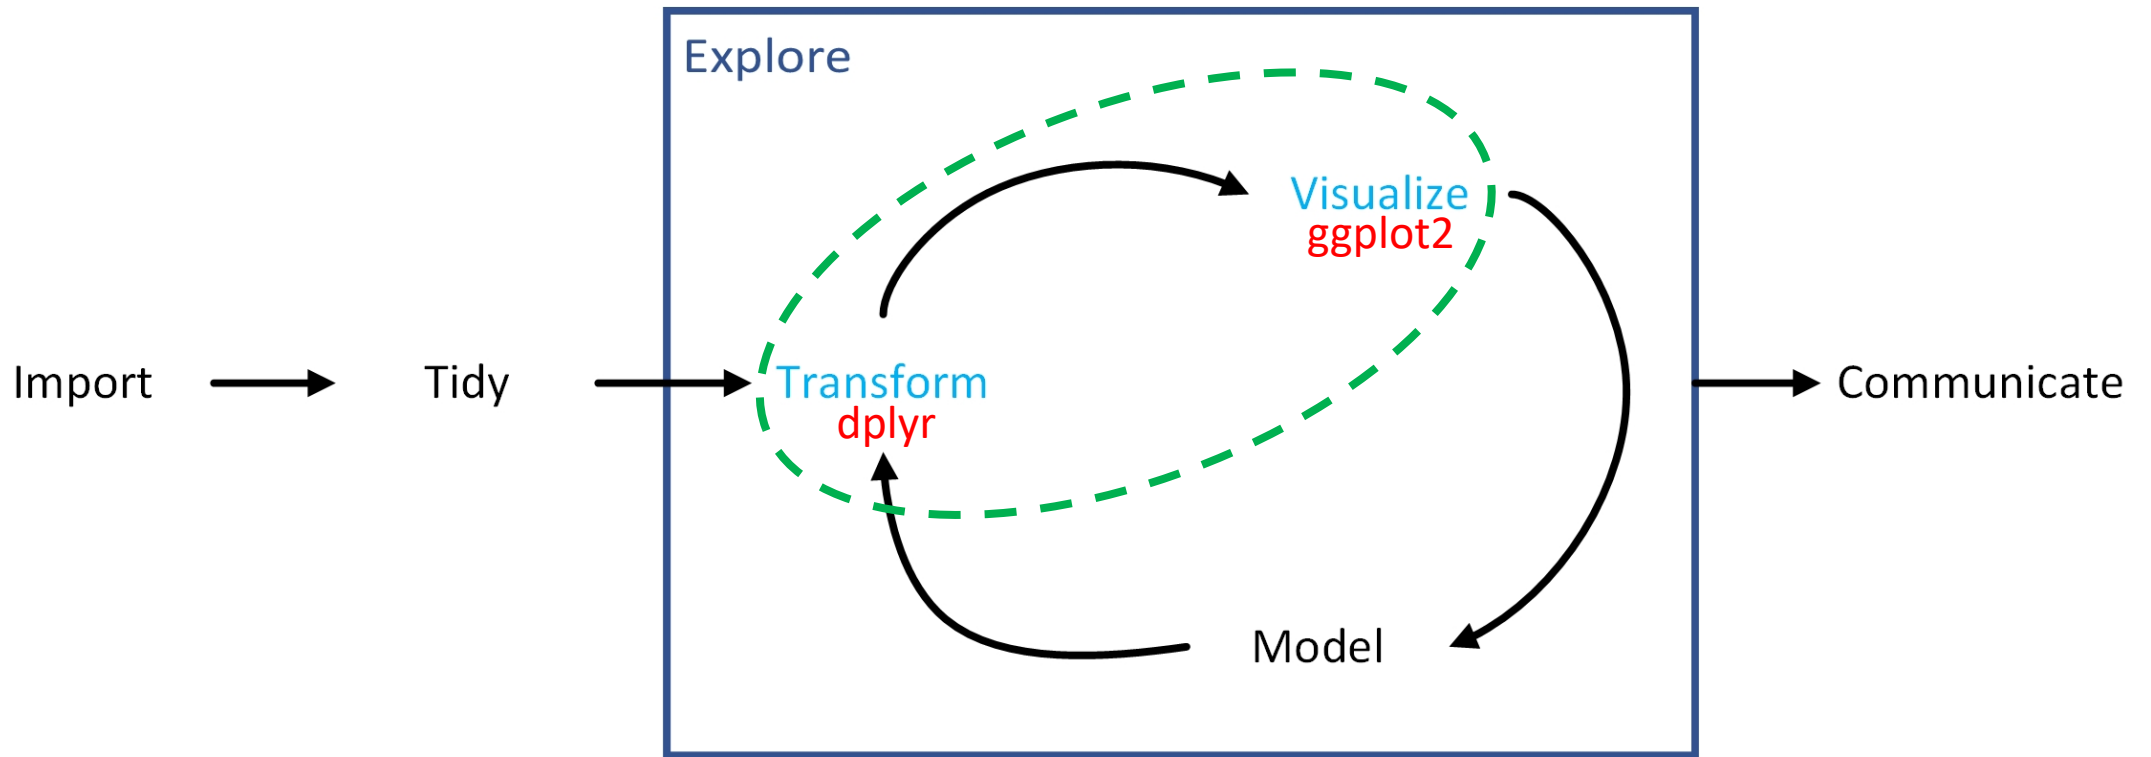 Explore
Visualize
ggplot2
Import
Tidy
Transform
dplyr
Communicate
Model